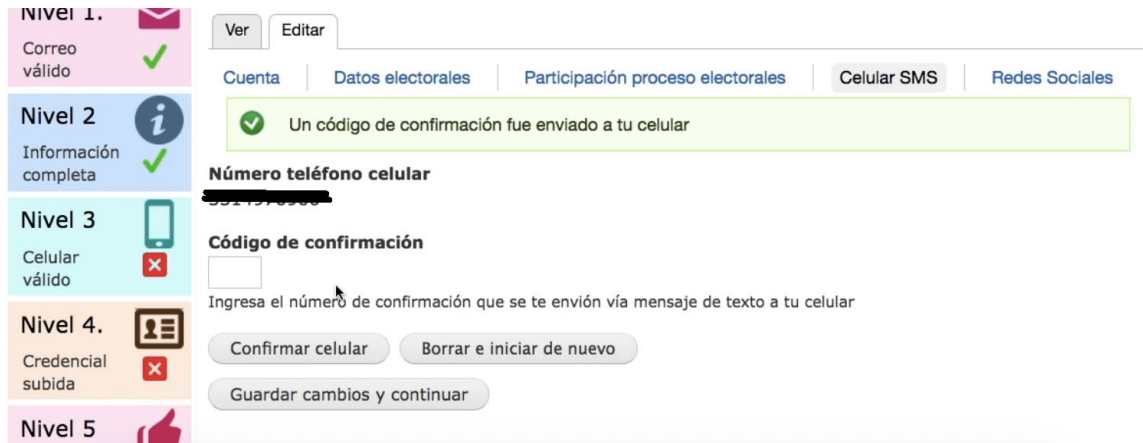 Nivel 1.
Correo
válido
Nivel 2
Información
completa
Nivel 3
Celular
válido
Nivel 4.
Credencial
subida
Nivel 5
Ver
Editar
Cuenta
Datos electorales
Participación proceso electorales
Celular SMS
Redes Sociales
Un código de confirmación fue enviado a tu celular
Número teléfono celular
Código de confirmación
Ingresa el número de confirmación que se te envión vía mensaje de texto a tu celular
Confirmar celular
Borrar e iniciar de nuevo
Guardar cambios y continuar